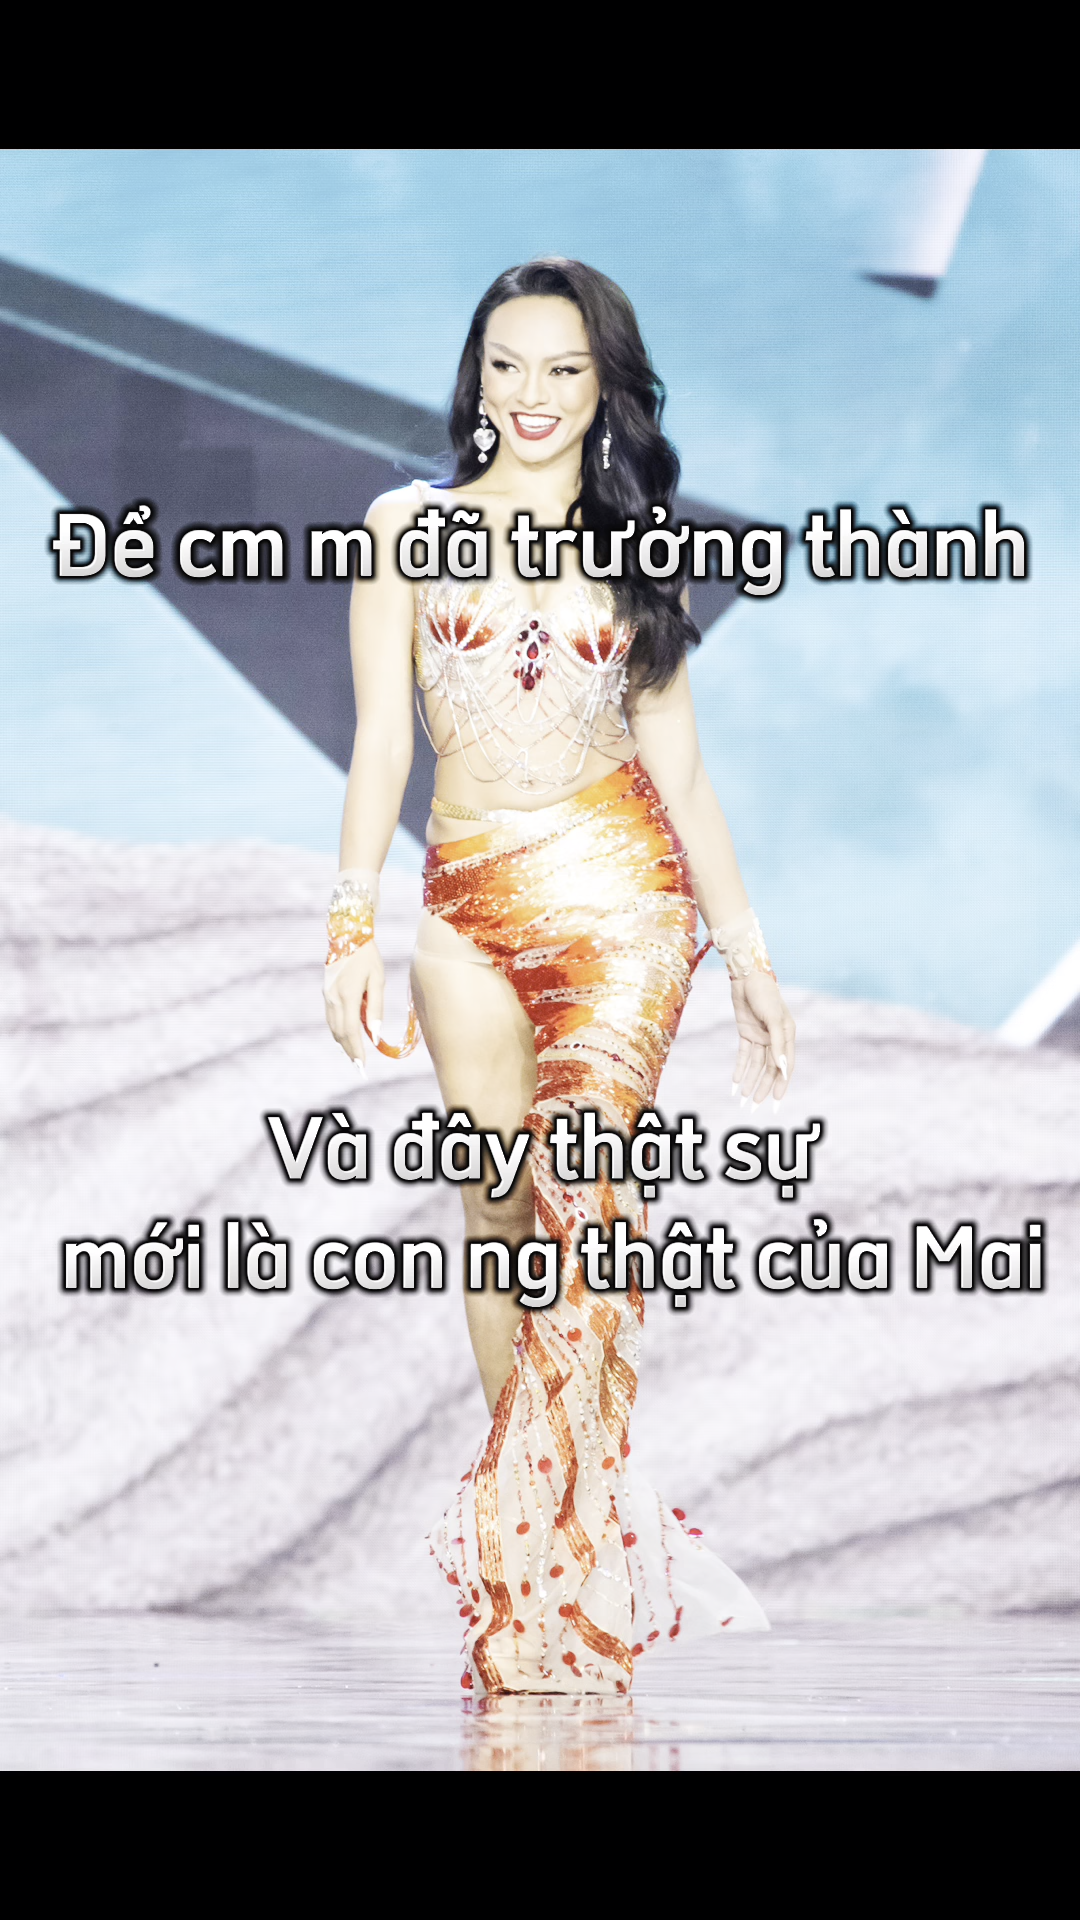 Để cm m đã trưởng thành
Và đây thật sự
mới là con ng thật của Mai